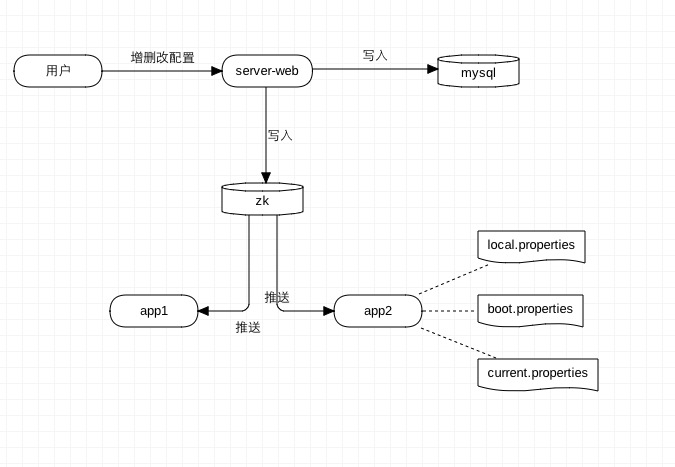 用户
增删改配置
server-web
写入
mysql
写入
zk
local.properties
app1
推送
推送
app2
boot.properties
current.properties